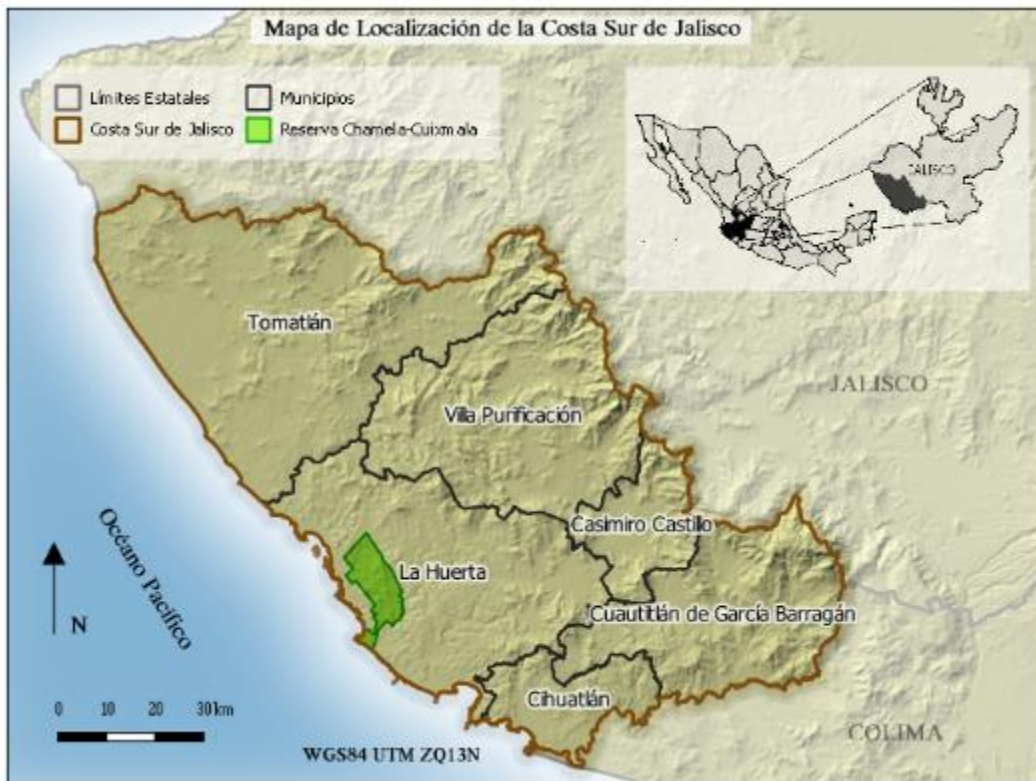 Mapa de Localización de la Costa Sur de Jalisco
Límites Estatales
Municipios
Costa Sur de Jalisco
Reserva Chamela-Cuixmala
JALISCO
Tomatlán
JALISCO
Villa Purificación
Casimiro Castillo
Océano Pacífico
La Huerta
Cuautitlán de García Barragán
N
Cihuatlán
0 10 20 30 km
COLIMA
WGS84 UTM ZQ13N